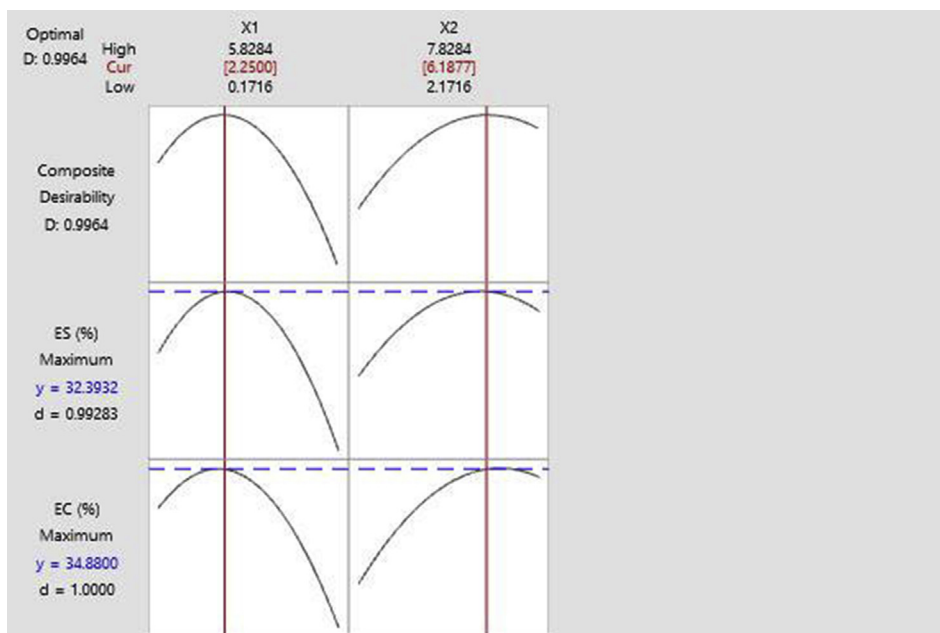 Optimal
D: 0.9964
High
Cur
Low
X1
5.8284
[2.2500]
0.1716
X2
7.8284
[6.1877]
2.1716
Composite
Desirability
D: 0.9964
ES (%)
Maximum
y = 32.3932
d = 0.99283
EC (%)
Maximum
y = 34.8800
d = 1.0000